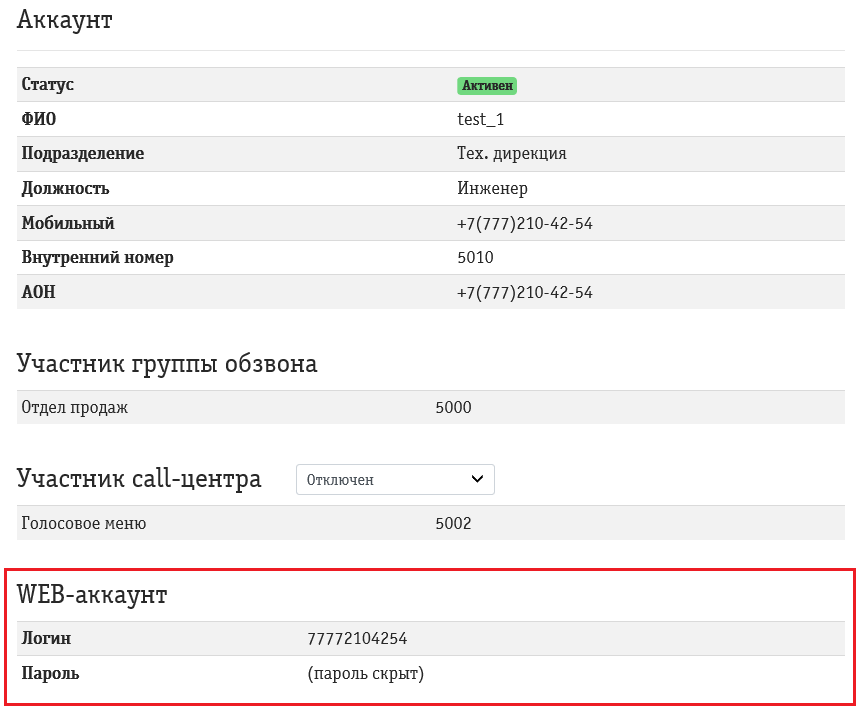 Аккаунт
Статус Активен
ФИО test_1
Подразделение Тех. дирекция
Должность Инженер
Мобильный +7(777)210-42-54
Внутренний номер 5010
АОН +7(777)210-42-54
Участник группы обзвона
Отдел продаж 5000
Участник call-центра Отключен
Голосовое меню 5002
WEB-аккаунт
Логин 77772104254
Пароль (пароль скрыт)